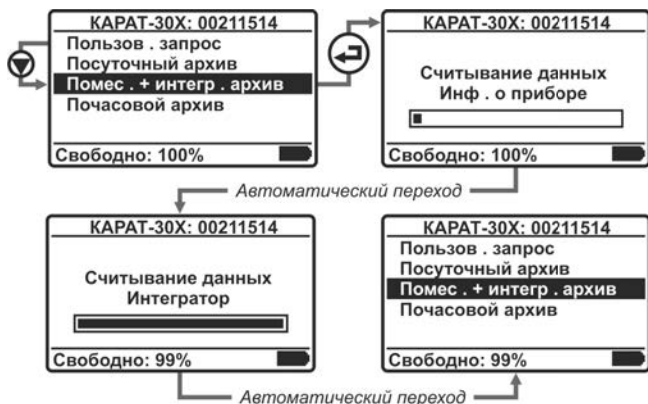 КАРАТ-30Х: 00211514
Пользов . запрос
Посуточный архив
Помес . + интегр . архив
Почасовой архив
Свободно: 100%
КАРАТ-30Х: 00211514
Считывание данных
Инф . о приборе
Свободно: 100%
Автоматический переход
КАРАТ-30Х: 00211514
Считывание данных
Интегратор
Свободно: 99%
КАРАТ-30Х: 00211514
Пользов . запрос
Посуточный архив
Помес . + интегр . архив
Почасовой архив
Свободно: 99%
Автоматический переход